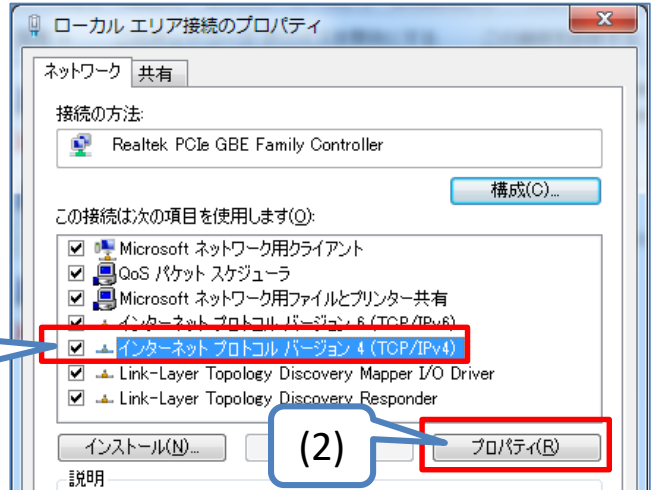 ローカル エリア接続のプロパティ
ネットワーク 共有
接続の方法:
Realtek PCIe GBE Family Controller
構成(C)...
この接続は次の項目を使用します(O):
Microsoft ネットワーク用クライアント
QoS パケット スケジューラ
Microsoft ネットワーク用ファイルとプリンター共有
インターネット プロトコル バージョン 6 (TCP/IPv6)
インターネット プロトコル バージョン 4 (TCP/IPv4)
Link-Layer Topology Discovery Mapper I/O Driver
Link-Layer Topology Discovery Responder
インストール(N)... (2) プロパティ(R)
説明